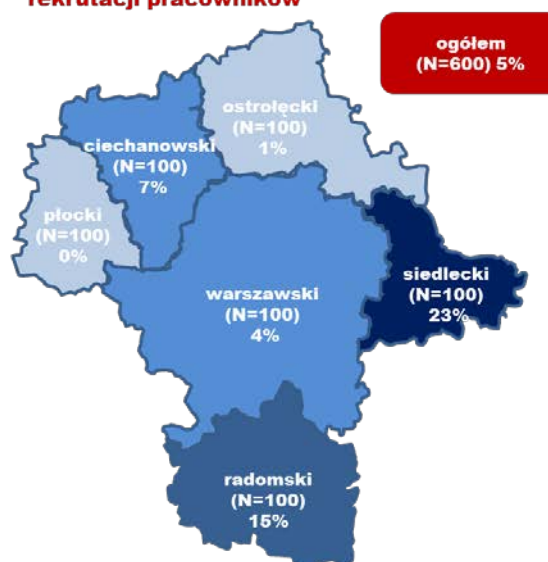 rekrutacji pracowników
ogółem
(N=600) 5%
ostrołęcki
(N=100)
1%
ciechanowski
(N=100)
7%
płocki
(N=100)
0%
siedlecki
(N=100)
23%
warszawski
(N=100)
4%
radomski
(N=100)
15%